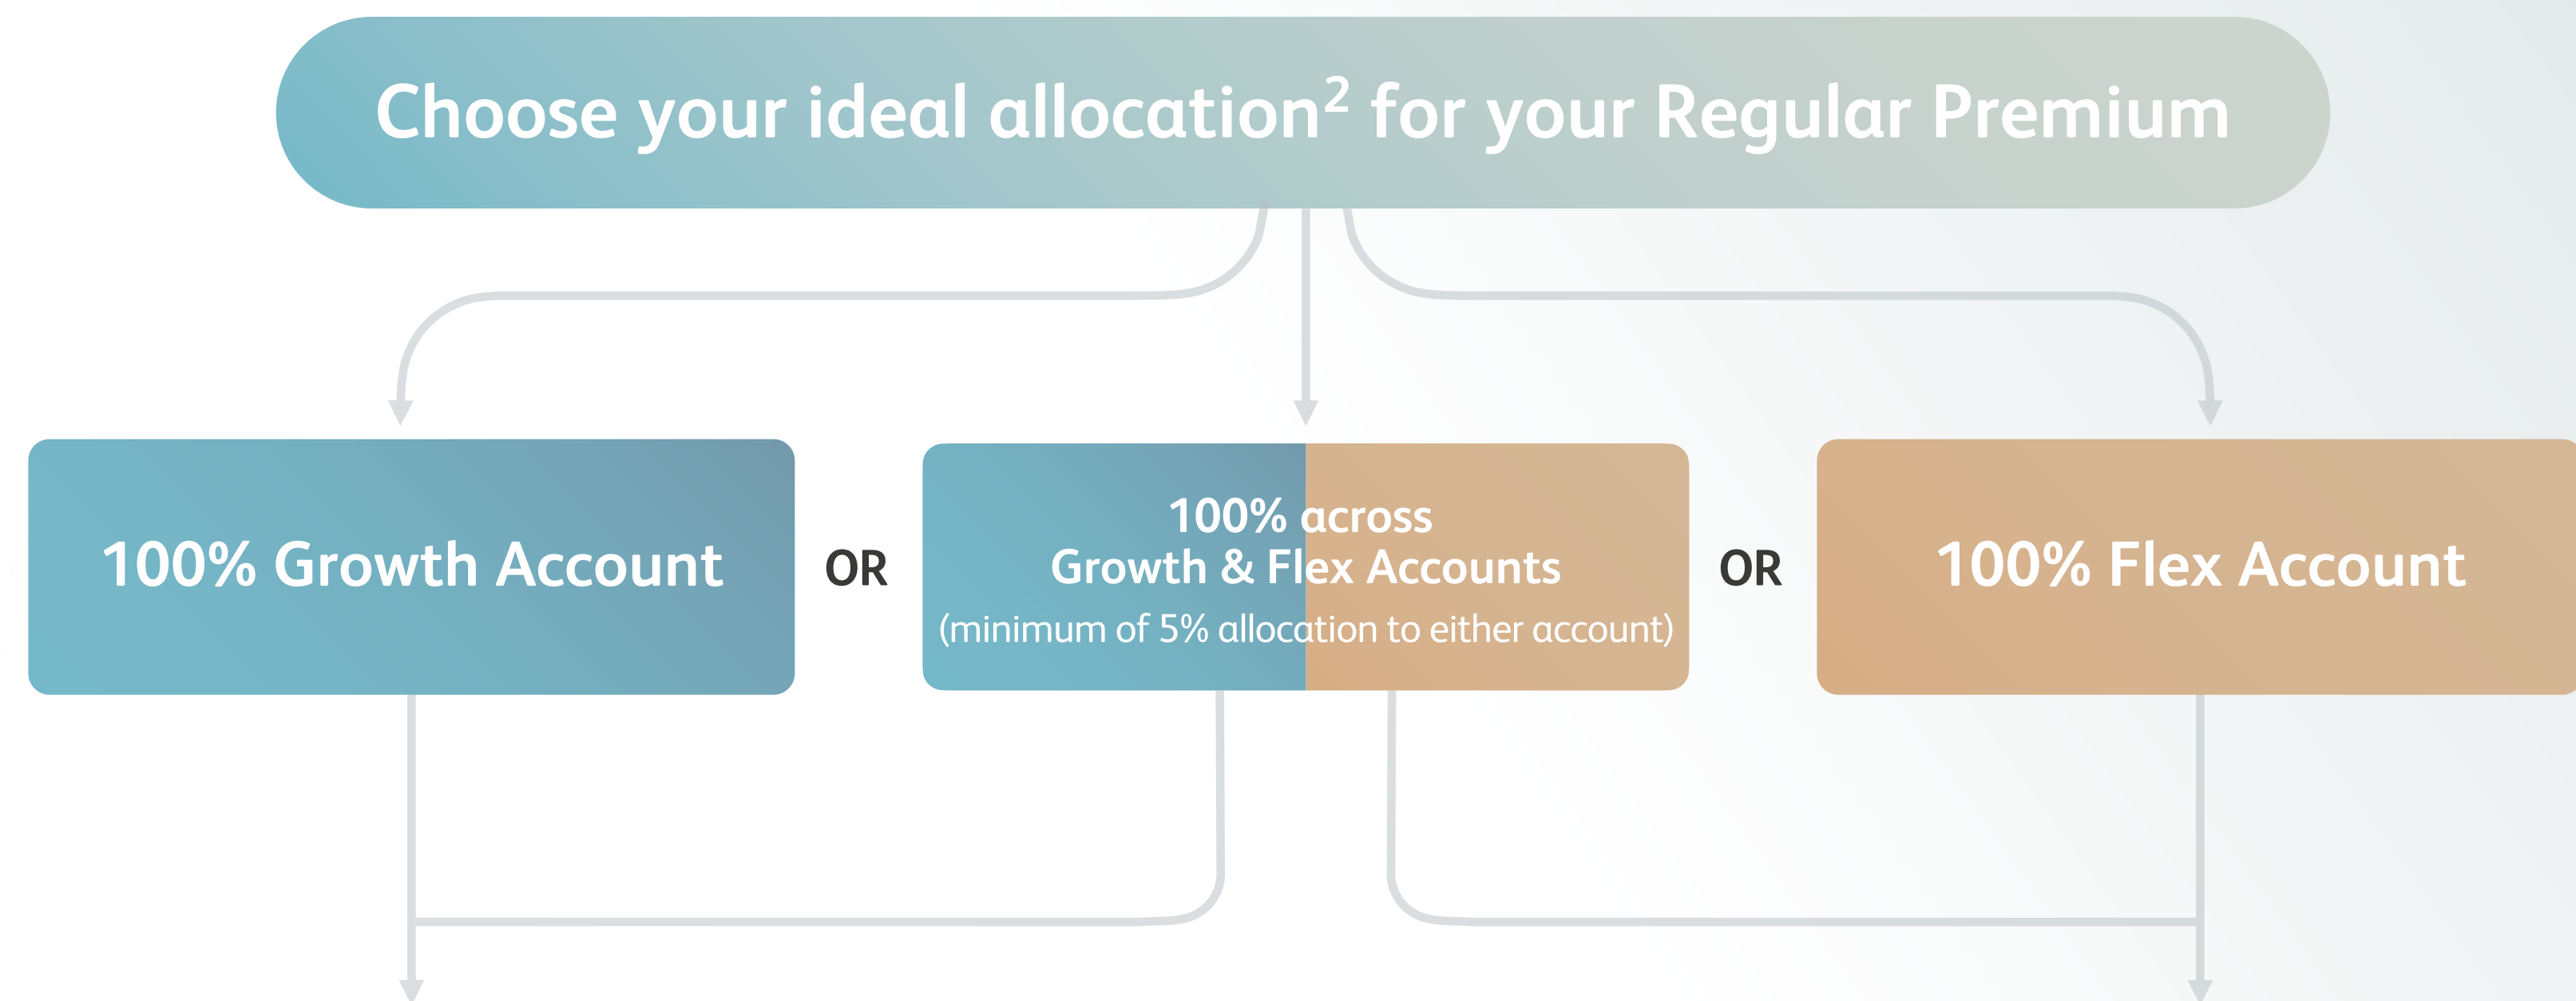 Choose your ideal allocation² for your Regular Premium
100% Growth Account
OR
100% across
Growth & Flex Accounts
(minimum of 5% allocation to either account)
OR
100% Flex Account